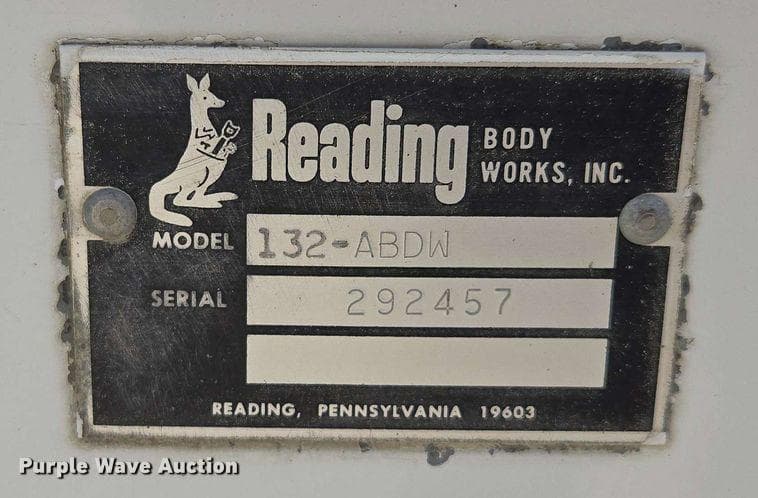 Reading BODY WORKS, INC.
MODEL 132-ABDW
SERIAL 292457
READING, PENNSYLVANIA 19603
Purple Wave Auction